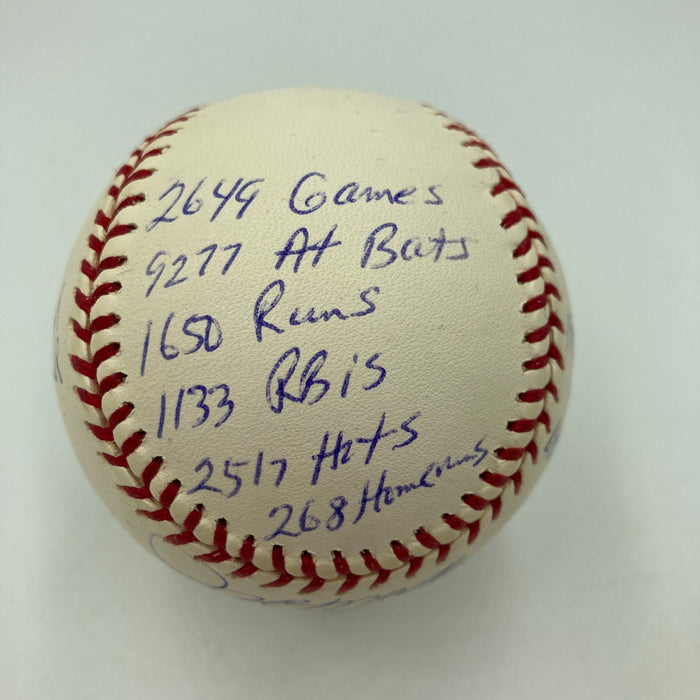 2649 Games
9277 At Bats
1650 Runs
1133 RBis
2517 Hits
268 Homeruns